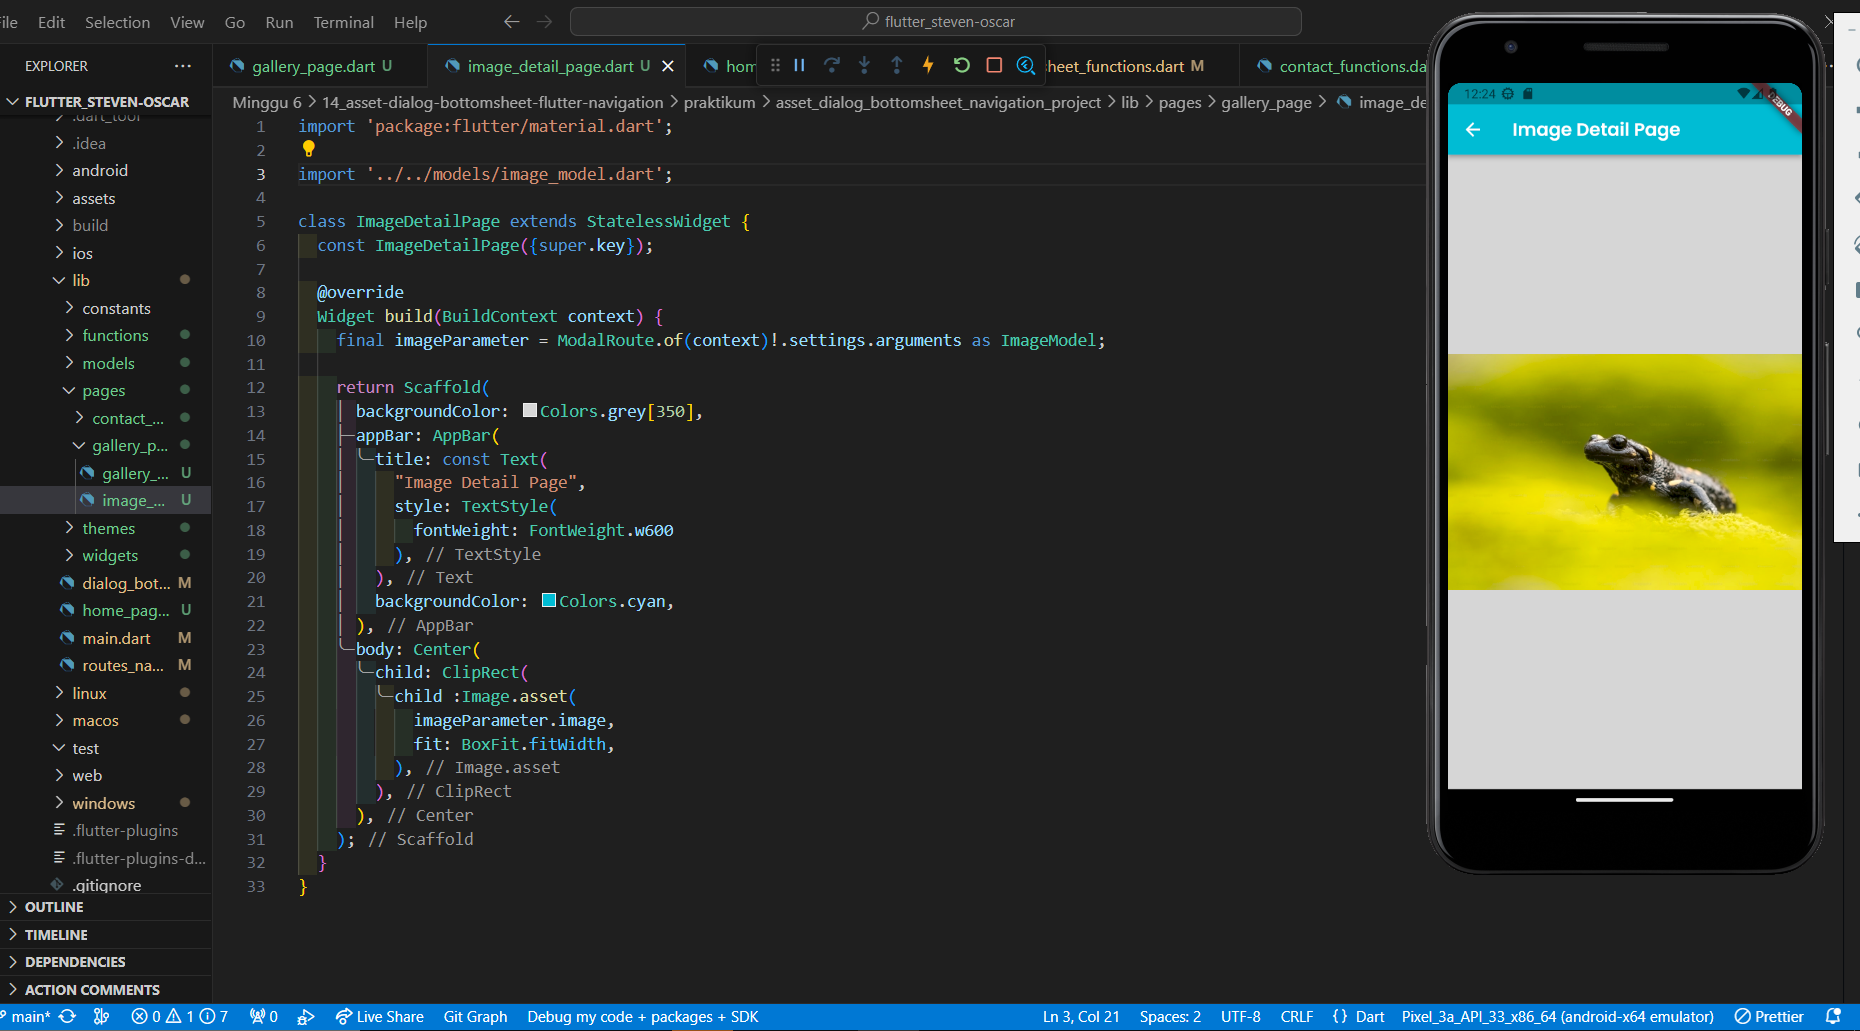 File Edit Selection View Go Run Terminal Help
flutter_steven-oscar
EXPLORER
gallery_page.dart U
image_detail_page.dart U
hom
sheet_functions.dart M
contact_functions.da
Minggu 6 > 14_asset-dialog-bottomsheet-flutter-navigation > praktikum > asset_dialog_bottomsheet_navigation_project > lib > pages > gallery_page > image_de
FLUTTER_STEVEN-OSCAR
.dart_tool
.idea
android
assets
build
ios
lib
constants
functions
models
pages
contact_...
gallery_p...
gallery_... U
image_... U
themes
widgets
dialog_bot... M
home_pag... U
main.dart M
routes_na... M
linux
macos
test
web
windows
.flutter-plugins
.flutter-plugins-d...
.gitignore
OUTLINE
TIMELINE
DEPENDENCIES
ACTION COMMENTS
1 import 'package:flutter/material.dart';
2
3 import '../../models/image_model.dart';
4
5 class ImageDetailPage extends StatelessWidget {
6 const ImageDetailPage({super.key});
7
8 @override
9 Widget build(BuildContext context) {
10 final imageParameter = ModalRoute.of(context)!.settings.arguments as ImageModel;
11
12 return Scaffold(
13 backgroundColor: Colors.grey[350],
14 appBar: AppBar(
15 title: const Text(
16 "Image Detail Page",
17 style: TextStyle(
18 fontWeight: FontWeight.w600
19 ), // TextStyle
20 ), // Text
21 backgroundColor: Colors.cyan,
22 ), // AppBar
23 body: Center(
24 child: ClipRect(
25 child :Image.asset(
26 imageParameter.image,
27 fit: BoxFit.fitWidth,
28 ), // Image.asset
29 ), // ClipRect
30 ), // Center
31 ); // Scaffold
32 }
33 }
12:24
DEBUG
Image Detail Page
main* 0 1 7 0 Live Share Git Graph Debug my code + packages + SDK Ln 3, Col 21 Spaces: 2 UTF-8 CRLF {} Dart Pixel_3a_API_33_x86_64 (android-x64 emulator) Prettier